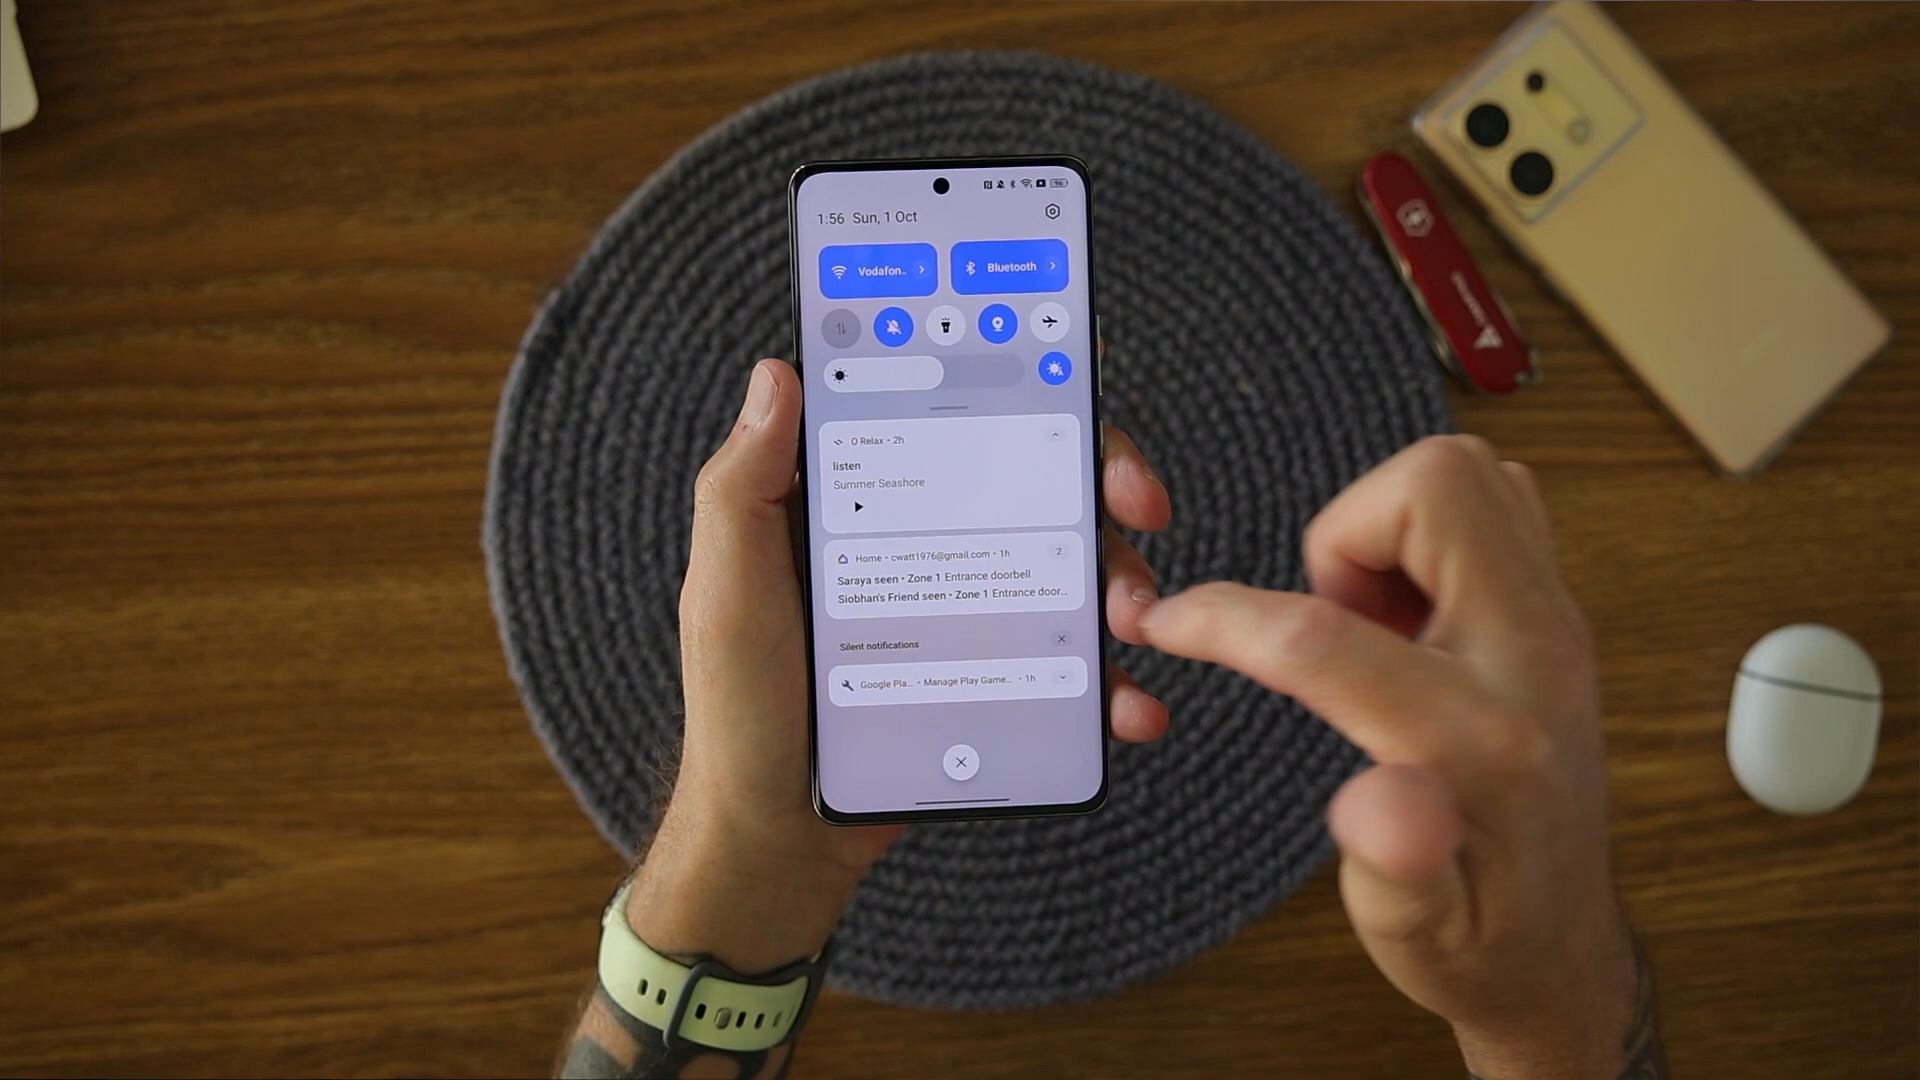 96
1:56 Sun, 1 Oct
Vodafon..
Bluetooth
O Relax • 2h
listen
Summer Seashore
Home • cwatt1976@gmail.com • 1h
2
Saraya seen • Zone 1 Entrance doorbell
Siobhan's Friend seen • Zone 1 Entrance door...
Silent notifications
Google Pla... • Manage Play Game... • 1h